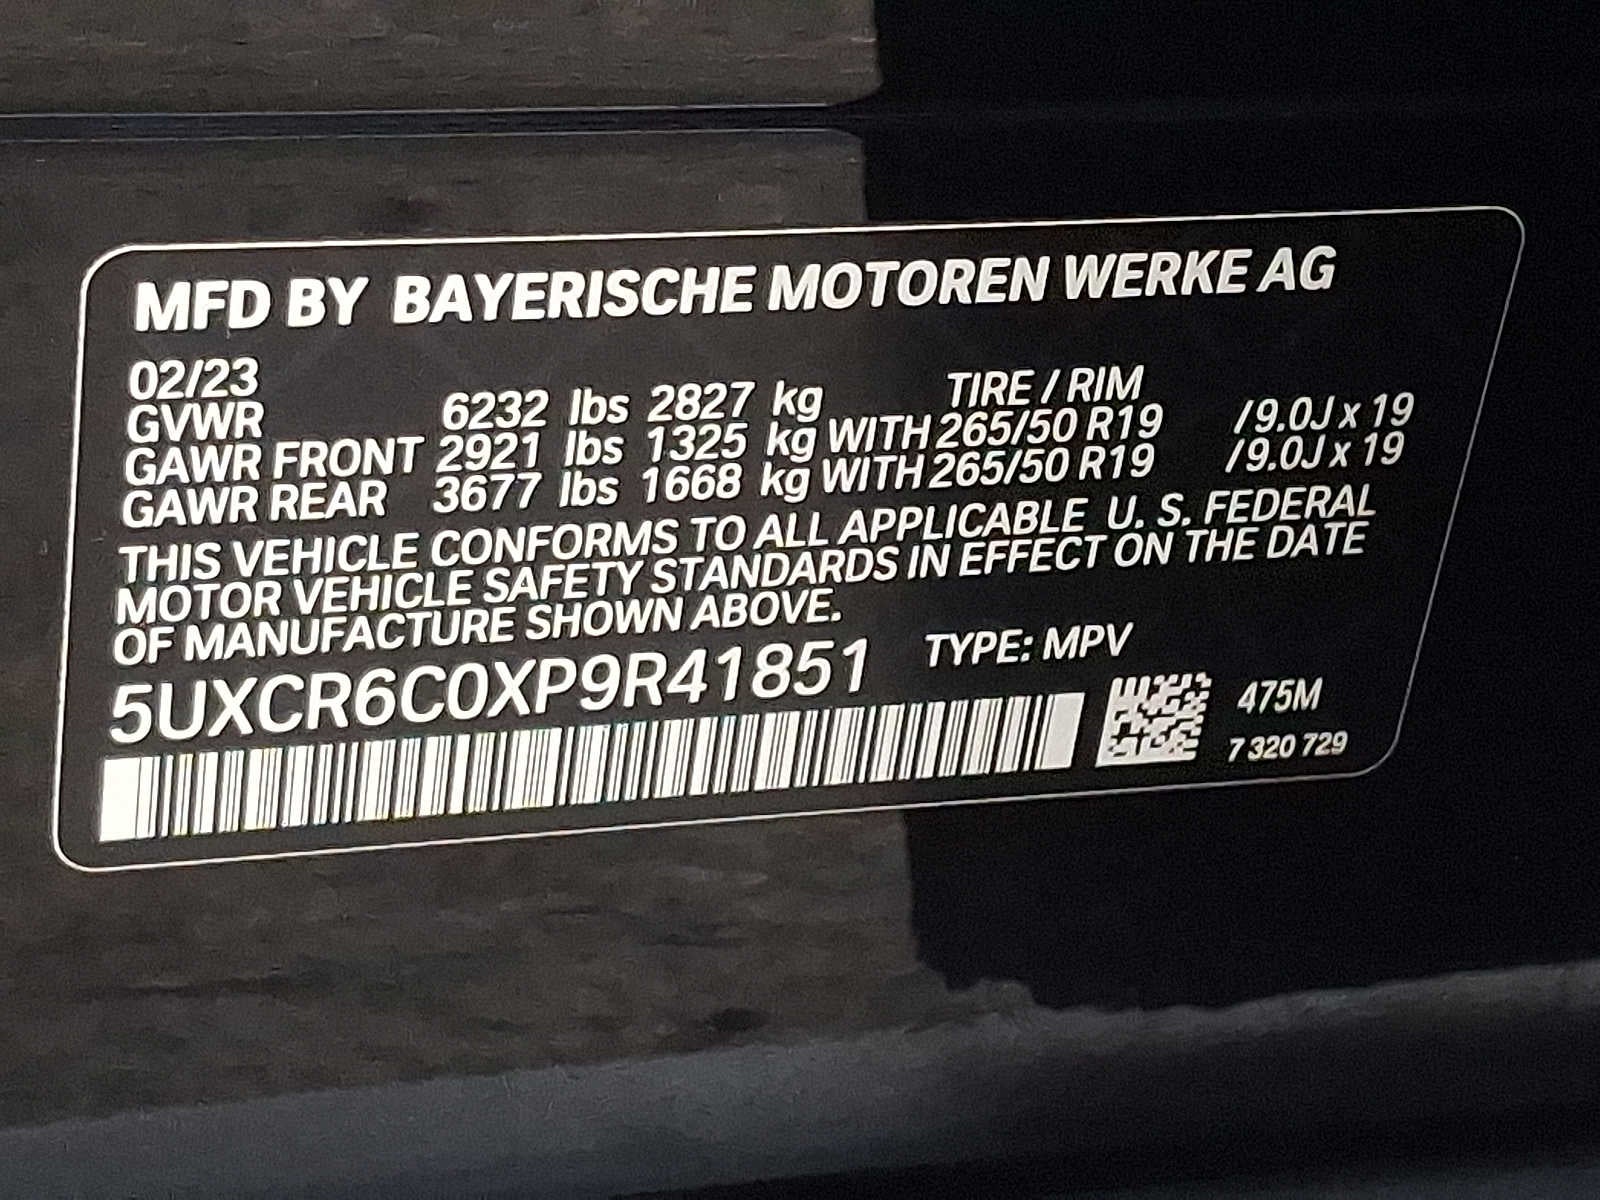 MFD BY BAYERISCHE MOTOREN WERKE AG
02/23
GVWR 6232 lbs 2827 kg TIRE / RIM
GAWR FRONT 2921 lbs 1325 kg WITH 265/50 R19 /9.0J x 19
GAWR REAR 3677 lbs 1668 kg WITH 265/50 R19 /9.0J x 19
THIS VEHICLE CONFORMS TO ALL APPLICABLE U. S. FEDERAL
MOTOR VEHICLE SAFETY STANDARDS IN EFFECT ON THE DATE
OF MANUFACTURE SHOWN ABOVE.
5UXCR6C0XP9R41851 TYPE: MPV
475M
7 320 729